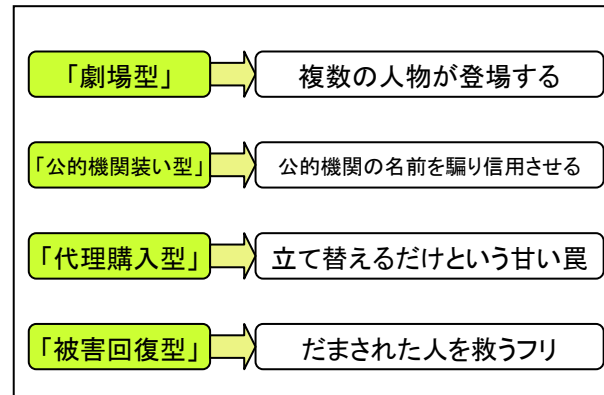 「劇場型」
複数の人物が登場する
「公的機関装い型」
公的機関の名前を騙り信用させる
「代理購入型」
立て替えるだけという甘い罠
「被害回復型」
だまされた人を救うフリ